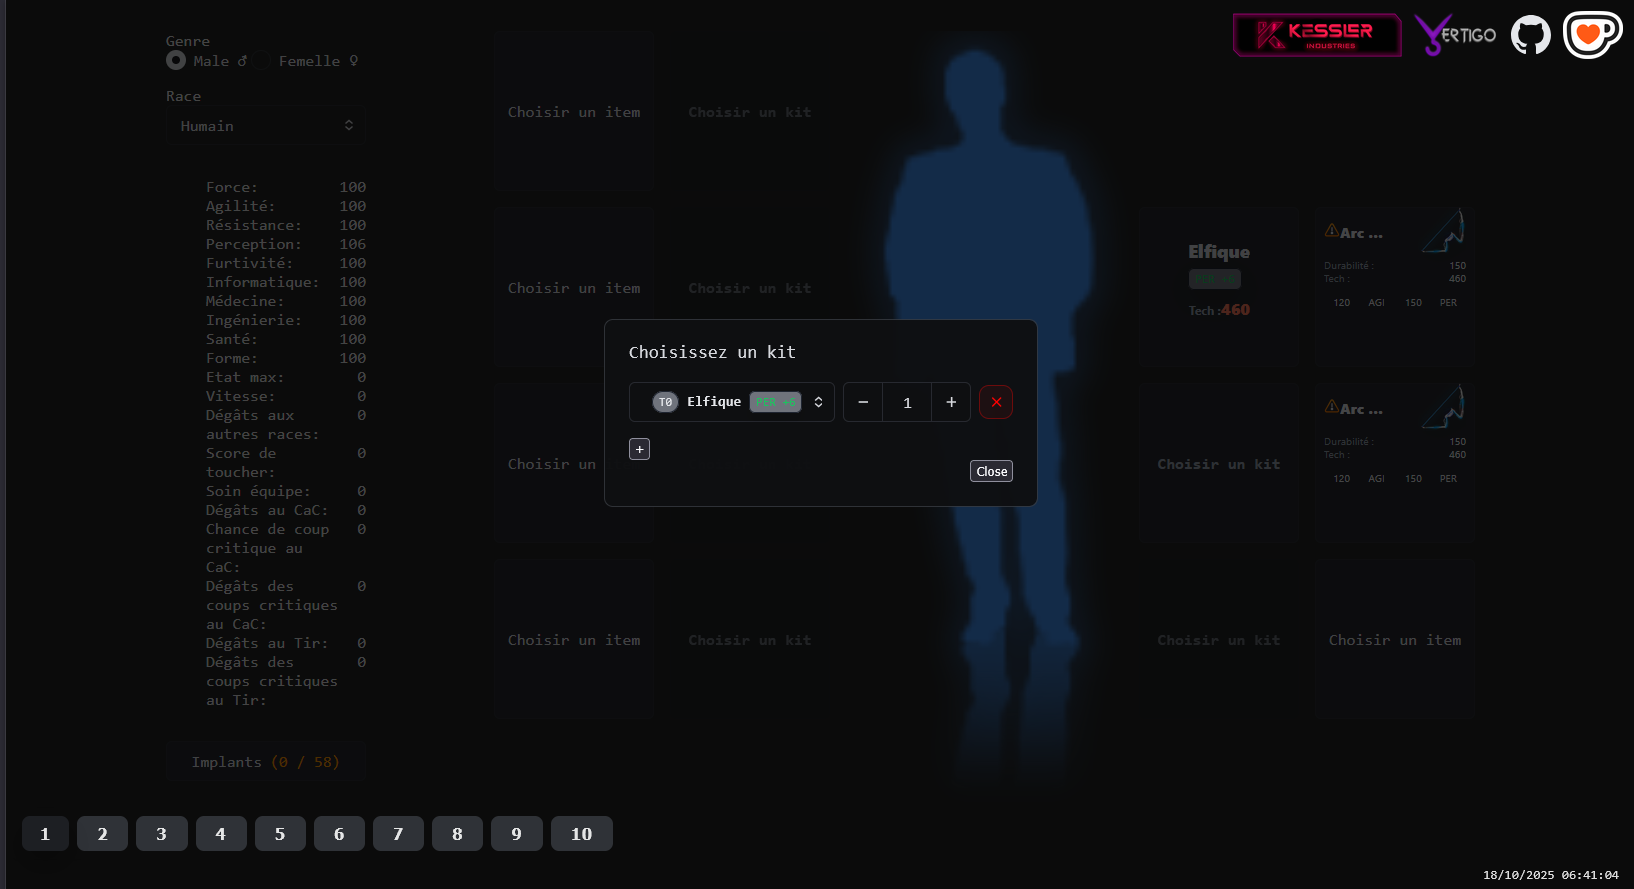 Genre
Male ♂ Femelle ♀
Race
Humain
Force: 100
Agilité: 100
Résistance: 100
Perception: 106
Furtivité: 100
Informatique: 100
Médecine: 100
Ingénierie: 100
Santé: 100
Forme: 100
Etat max: 0
Vitesse: 0
Dégâts aux 0
autres races:
Score de 0
toucher:
Soin équipe: 0
Dégâts au CaC: 0
Chance de coup 0
critique au
CaC:
Dégâts des 0
coups critiques
au CaC:
Dégâts au Tir: 0
Dégâts des 0
coups critiques
au Tir:
Implants (0 / 58)
Choisir un item Choisir un kit
Choisir un item Choisir un kit
Choisir un
Choisir un item Choisir un kit
Choisissez un kit
T0 Elfique PER +6 − 1 +
+
Close
KESSLER
INDUSTRIES
VERTIGO
Elfique
PER +6
Tech :460
Arc ...
Durabilité : 150
Tech : 460
120 AGI 150 PER
Choisir un kit
Arc ...
Durabilité : 150
Tech : 460
120 AGI 150 PER
Choisir un kit Choisir un item
1 2 3 4 5 6 7 8 9 10
18/10/2025 06:41:04